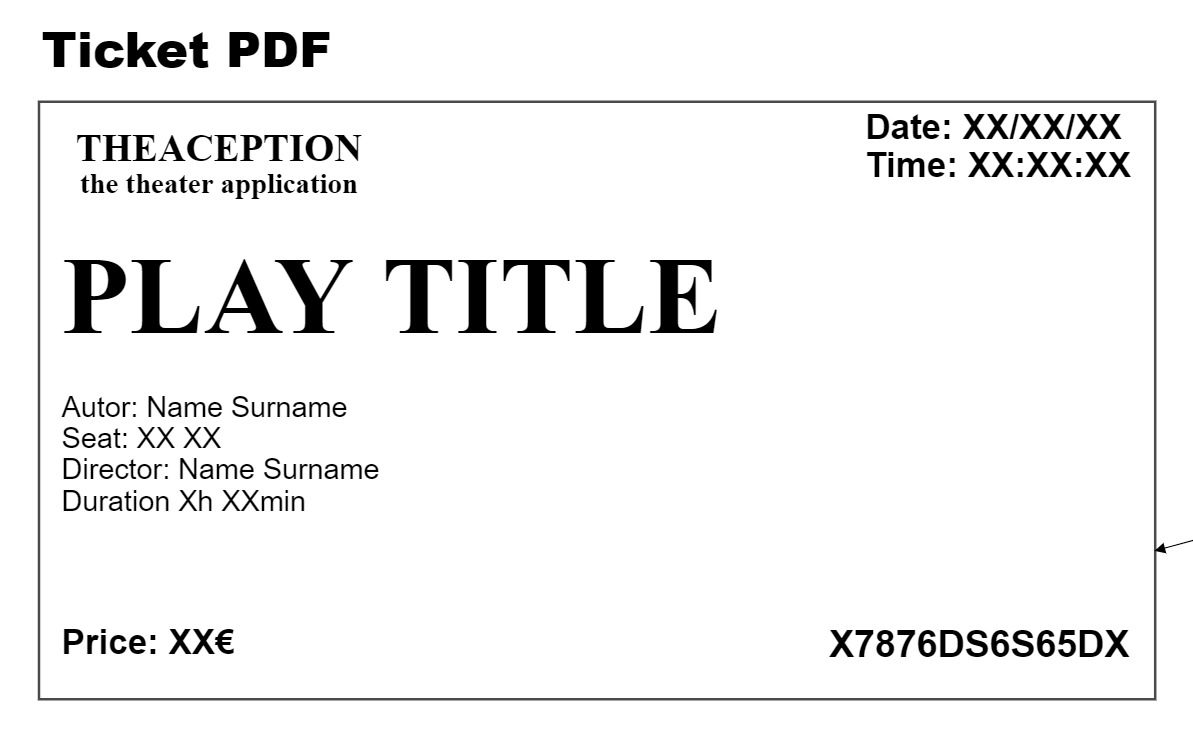 Ticket PDF
THEACEPTION
the theater application
Date: XX/XX/XX
Time: XX:XX:XX
PLAY TITLE
Autor: Name Surname
Seat: XX XX
Director: Name Surname
Duration Xh XXmin
Price: XX€
X7876DS6S65DX